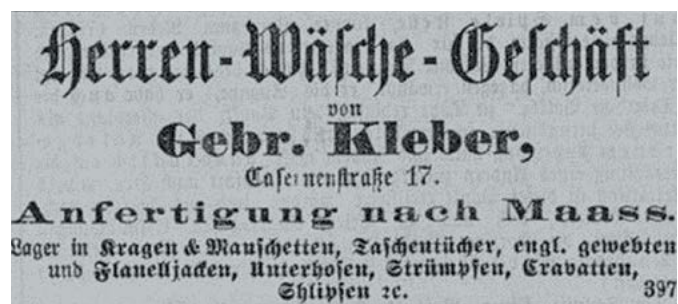 Herren-Wäsche-Geschäft
von
Gebr. Kleber,
Casernenstraße 17.
Anfertigung nach Maass.
Lager in Kragen & Manschetten, Taschentücher, engl. gewebten
und Flanelljacken, Unterhosen, Strümpfen, Cravatten,
Shlipsen ꝛc. 397